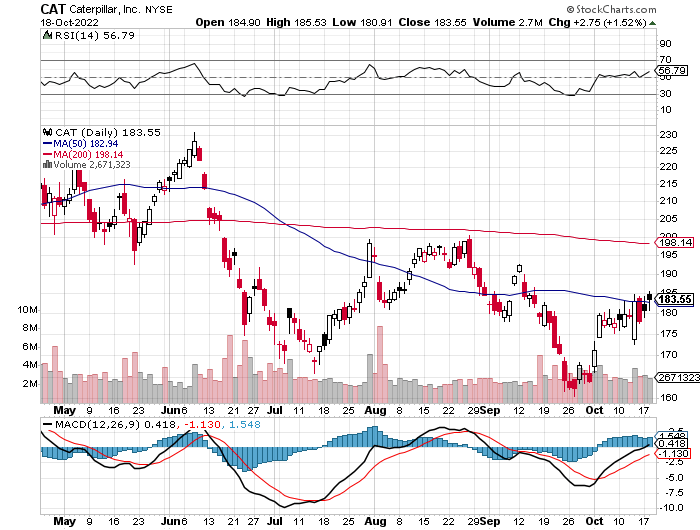 CAT Caterpillar, Inc. NYSE
© StockCharts.com
18-Oct-2022
Open 184.90 High 185.53 Low 180.91 Close 183.55 Volume 2.7M Chg +2.75 (+1.52%)
RSI(14) 56.79
90
70
56.79
50
30
10
CAT (Daily) 183.55
MA(50) 182.94
MA(200) 198.14
Volume 2,671,323
230
225
220
215
210
205
200
198.14
195
190
185
183.55
180
175
170
165
160
10M
8M
6M
4M
2M
2671323
May 9 16 23 Jun 6 13 21 27 Jul 11 18 25 Aug 8 15 22 29 Sep 12 19 26 Oct 10 17
MACD(12,26,9) 0.418, -1.130, 1.548
2.5
1.548
0.418
-1.130
-2.5
-5.0
-7.5
-10.0
May 9 16 23 Jun 6 13 21 27 Jul 11 18 25 Aug 8 15 22 29 Sep 12 19 26 Oct 10 17